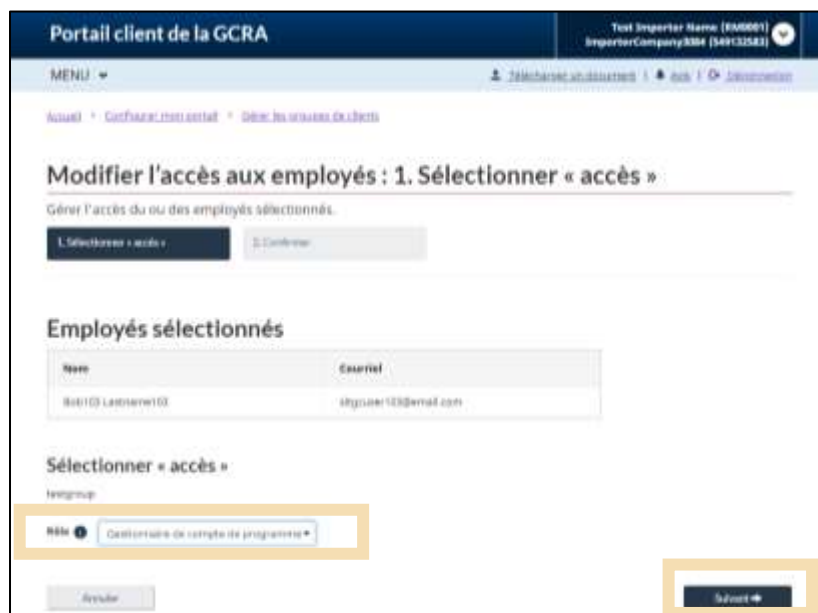 Portail client de la GCRA
Test Importer Name (RM0001)
ImporterCompany3084 (549132583)
MENU
Télécharger un document | Avis | Déconnexion
Accueil > Configurer mon portail > Gérer les groupes de clients
Modifier l'accès aux employés : 1. Sélectionner « accès »
Gérer l'accès du ou des employés sélectionnés.
1. Sélectionner « accès »
2. Confirmer
Employés sélectionnés
Nom Courriel
Bob103 Lastname103
Sélectionner « accès »
testgroup
Rôle Gestionnaire de compte de programme
Annuler
Suivant